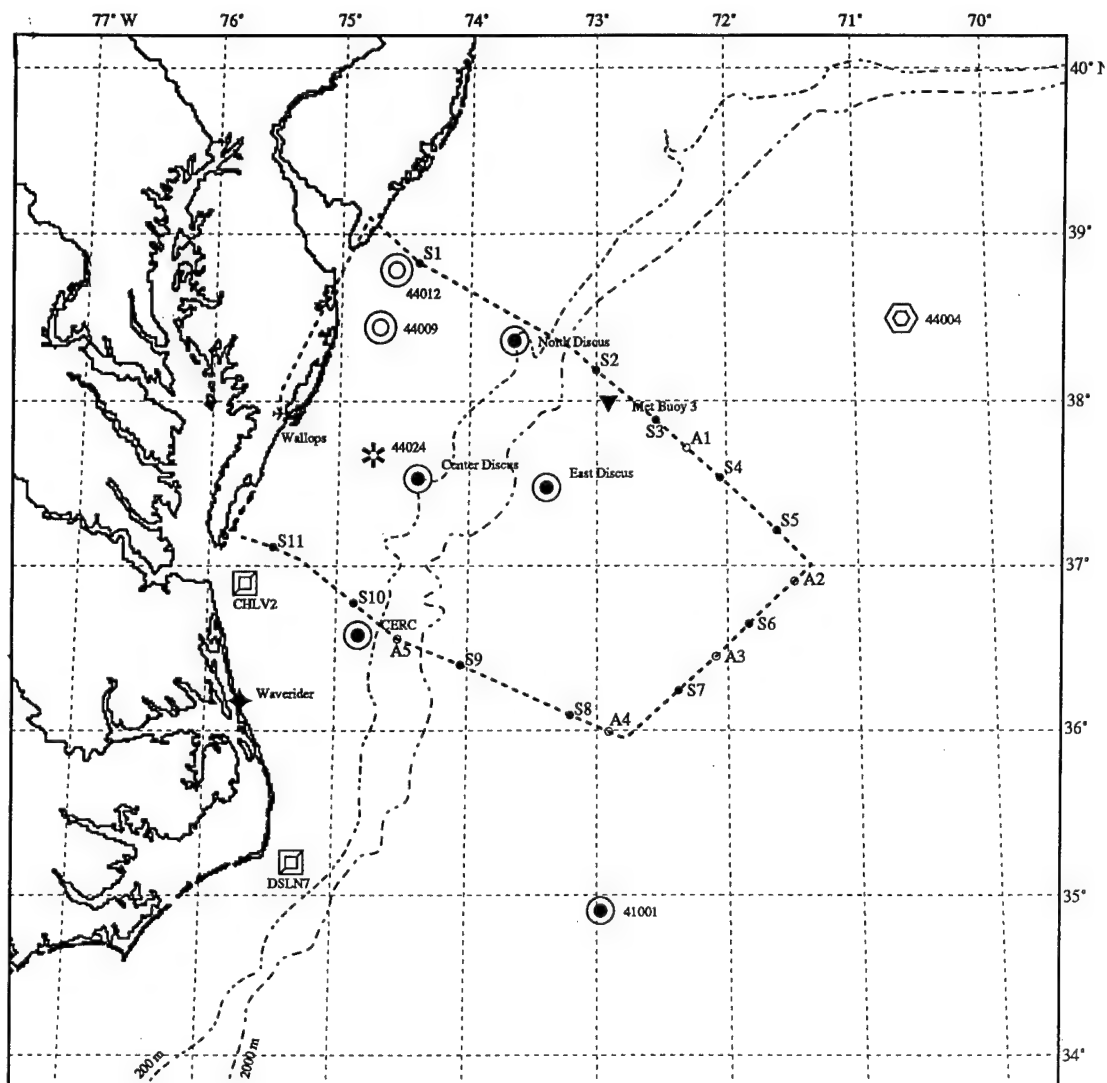 77° W 76° 75° 74° 73° 72° 71° 70°
40° N
39°
S1
44012
44009
44004
North Discus
S2
38°
Met Buoy 3
S3
A1
Wallops
44024
Center Discus
East Discus
S4
S5
S11
37°
A2
CHLV2
S10
CERC
A5
S6
A3
S9
S7
Waverider
S8
A4
36°
DSLN7
35°
41001
200 m
2000 m
34°